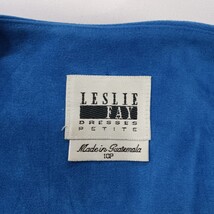 LESLIE
FAY
DRESSES
PETITE
Made in Guatemala
10P